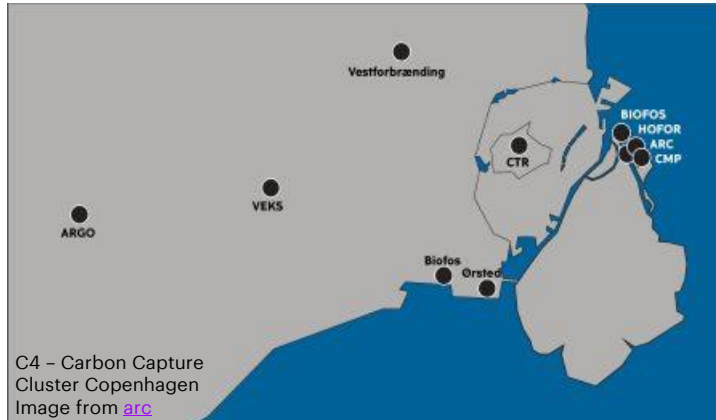 Vestforbrænding
BIOFOS
HOFOR
ARC
CMP
CTR
VEKS
ARGO
Biofos
Ørsted
C4 – Carbon Capture
Cluster Copenhagen
Image from arc